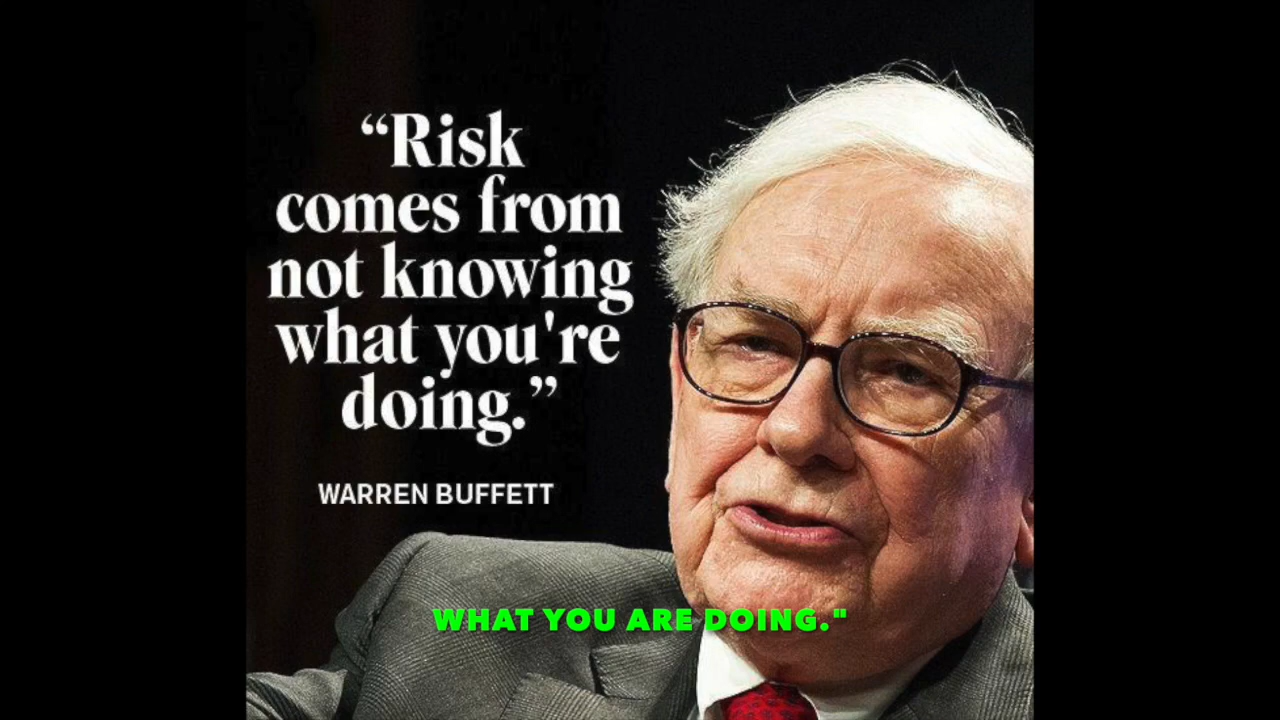 “Risk
comes from
not knowing
what you're
doing.”
WARREN BUFFETT
WHAT YOU ARE DOING."